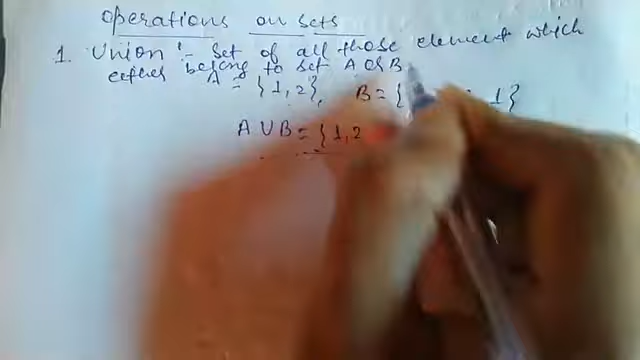 operations on sets
1. Union :- Set of all those element which
either belong to set A or B
A = {1,2}, B = { 1}
A ∪ B = {1,2